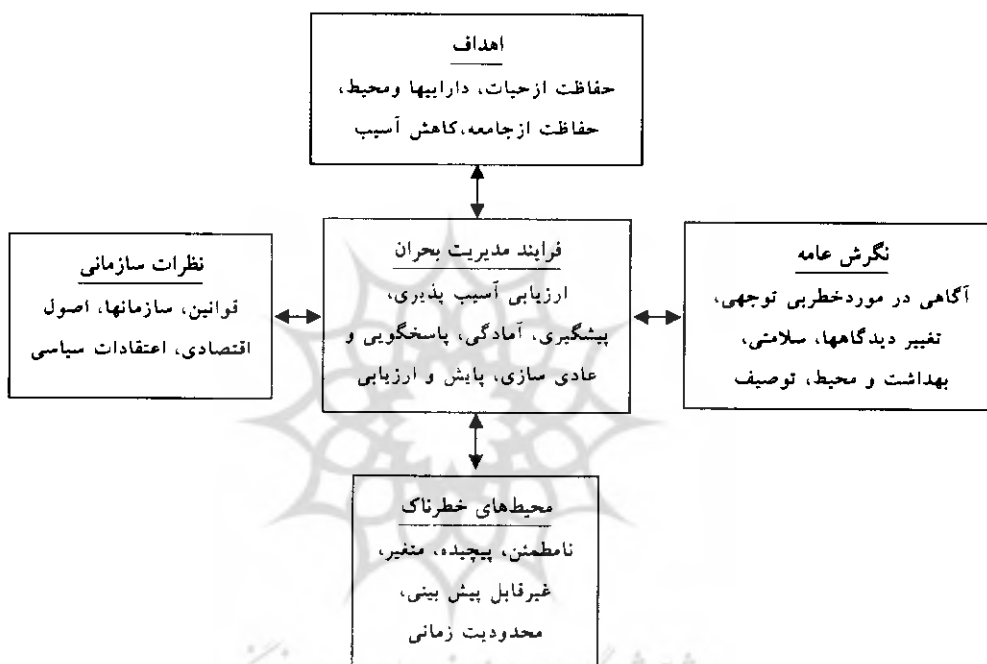 اهداف
حفاظت ازحیات، داراییها ومحیط،
حفاظت ازجامعه،کاهش آسیب
نگرش عامه
آگاهی در موردخطربی توجهی،
تغییر دیدگاهها، سلامتی،
بهداشت و محیط، توصیف
فرایند مدیریت بحران
ارزیابی آسیب پذیری،
پیشگیری، آمادگی، پاسخگویی و
عادی سازی، پایش و ارزیابی
نظرات سازمانی
قوانین، سازمانها، اصول
اقتصادی، اعتقادات سیاسی
محیط‌های خطرناک
نامطمئن، پیچیده، متغیر،
غیرقابل پیش بینی،
محدودیت زمانی